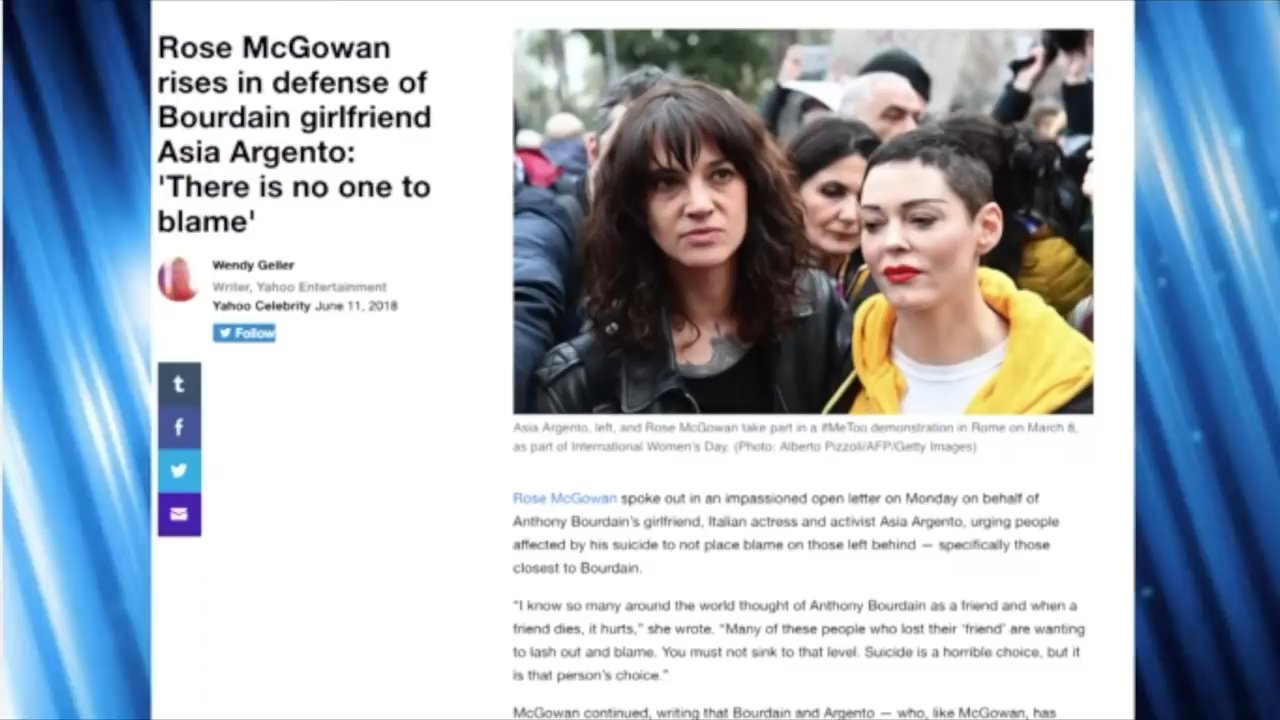 Rose McGowan
rises in defense of
Bourdain girlfriend
Asia Argento:
'There is no one to
blame'
Wendy Geller
Writer, Yahoo Entertainment
Yahoo Celebrity June 11, 2018
Follow
Asia Argento, left, and Rose McGowan take part in a #MeToo demonstration in Rome on March 8,
as part of International Women's Day. (Photo: Alberto Pizzoli/AFP/Getty Images)
Rose McGowan spoke out in an impassioned open letter on Monday on behalf of
Anthony Bourdain's girlfriend, Italian actress and activist Asia Argento, urging people
affected by his suicide to not place blame on those left behind — specifically those
closest to Bourdain.
"I know so many around the world thought of Anthony Bourdain as a friend and when a
friend dies, it hurts," she wrote. "Many of these people who lost their 'friend' are wanting
to lash out and blame. You must not sink to that level. Suicide is a horrible choice, but it
is that person's choice."
McGowan continued, writing that Bourdain and Argento — who, like McGowan, has